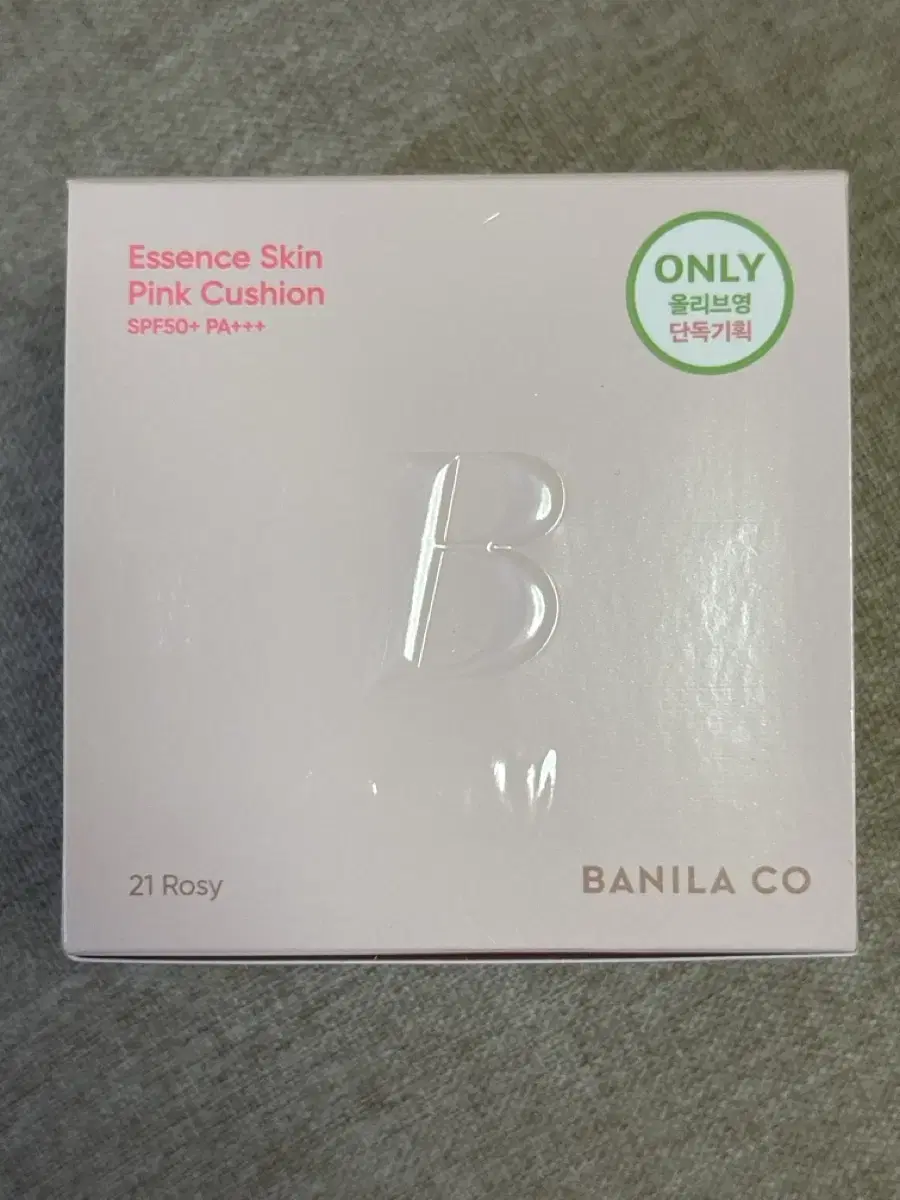 Essence Skin
Pink Cushion
SPF50+ PA+++
ONLY
올리브영
단독기획
B
21 Rosy
BANILA CO